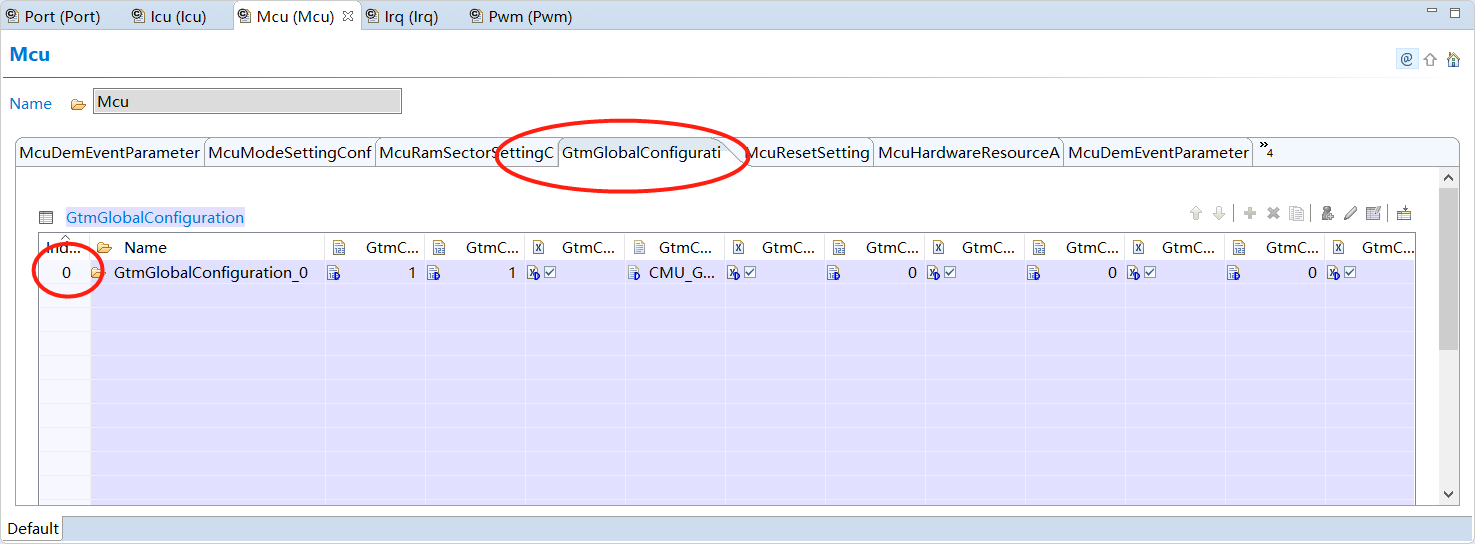 Port (Port) Icu (Icu) Mcu (Mcu) Irq (Irq) Pwm (Pwm)
Mcu
Name Mcu
McuDemEventParameter McuModeSettingConf McuRamSectorSettingC GtmGlobalConfigurati McuResetSetting McuHardwareResourceA McuDemEventParameter »4
GtmGlobalConfiguration
Ind... Name GtmC... GtmC... GtmC... GtmC... GtmC... GtmC... GtmC... GtmC... GtmC... GtmC... GtmC
0 GtmGlobalConfiguration_0 1 1 CMU_G... 0 0 0
Default